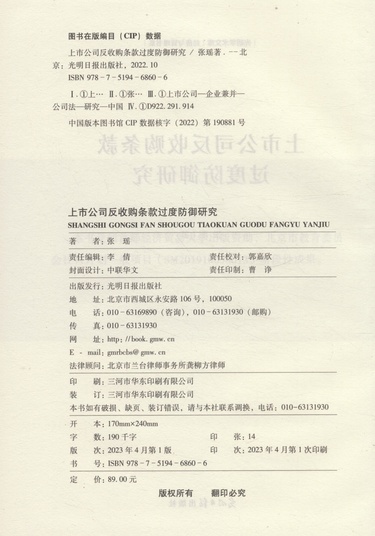 图书在版编目（CIP）数据
上市公司反收购条款过度防御研究 / 张瑶著. --北
京：光明日报出版社，2022.10
ISBN 978-7-5194-6860-6
Ⅰ.①上… Ⅱ.①张… Ⅲ.①上市公司—企业兼并—
公司法—研究—中国 Ⅳ.①D922.291.914
中国版本图书馆 CIP 数据核字（2022）第 190881 号
上市公司反收购条款过度防御研究
SHANGSHI GONGSI FAN SHOUGOU TIAOKUAN GUODU FANGYU YANJIU
著 者：张 瑶
责任编辑：李 倩 责任校对：郭嘉欣
封面设计：中联华文 责任印制：曹 诤
出版发行：光明日报出版社
地 址：北京市西城区永安路 106 号，100050
电 话：010-63169890（咨询），010-63131930（邮购）
传 真：010-63131930
网 址：http://book.gmw.cn
E-mail：gmrbcbs@gmw.cn
法律顾问：北京市兰台律师事务所龚柳方律师
印 刷：三河市华东印刷有限公司
装 订：三河市华东印刷有限公司
本书如有破损、缺页、装订错误，请与本社联系调换，电话：010-63131930
开 本：170mm×240mm
字 数：190千字 印 张：14
版 次：2023年4月第1版 印 次：2023年4月第1次印刷
书 号：ISBN 978-7-5194-6860-6
定 价：89.00元
版权所有 翻印必究